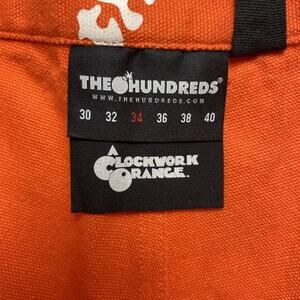 THE HUNDREDS®
WWW.THEHUNDREDS.COM
30 32 34 36 38 40
A CLOCKWORK
ORANGE